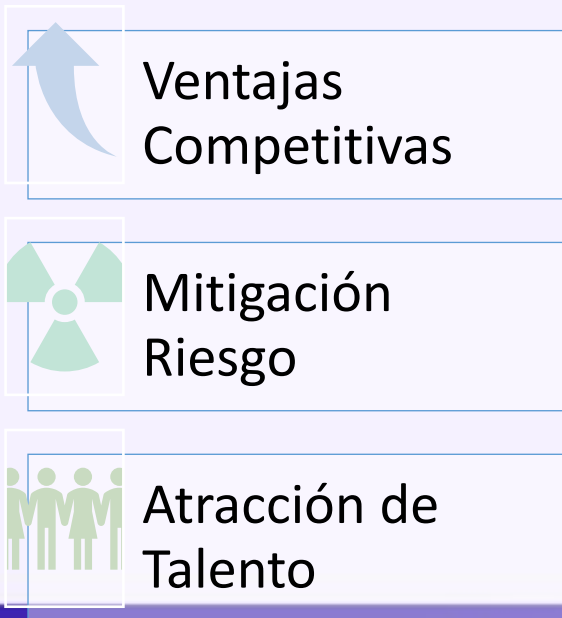 Ventajas
Competitivas
Mitigación
Riesgo
Atracción de
Talento